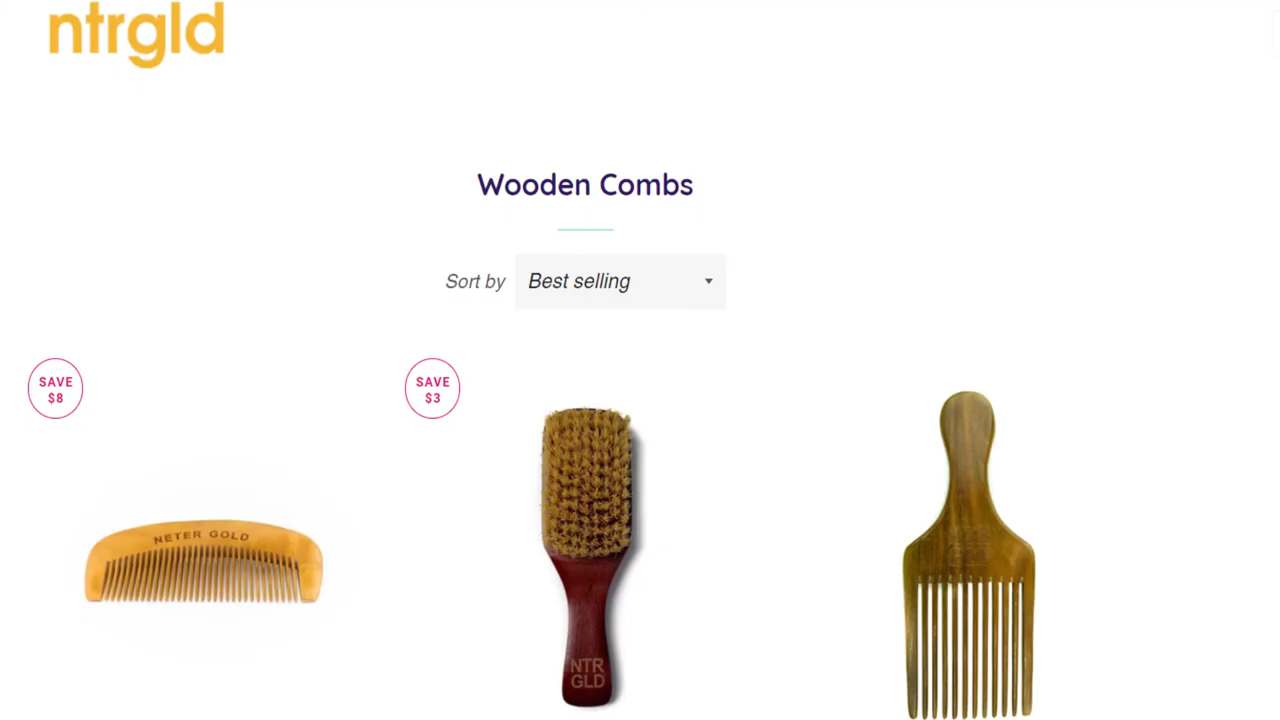 ntrgld
Wooden Combs
Sort by Best selling
SAVE
$8
SAVE
$3
NETER GOLD
NTR
GLD